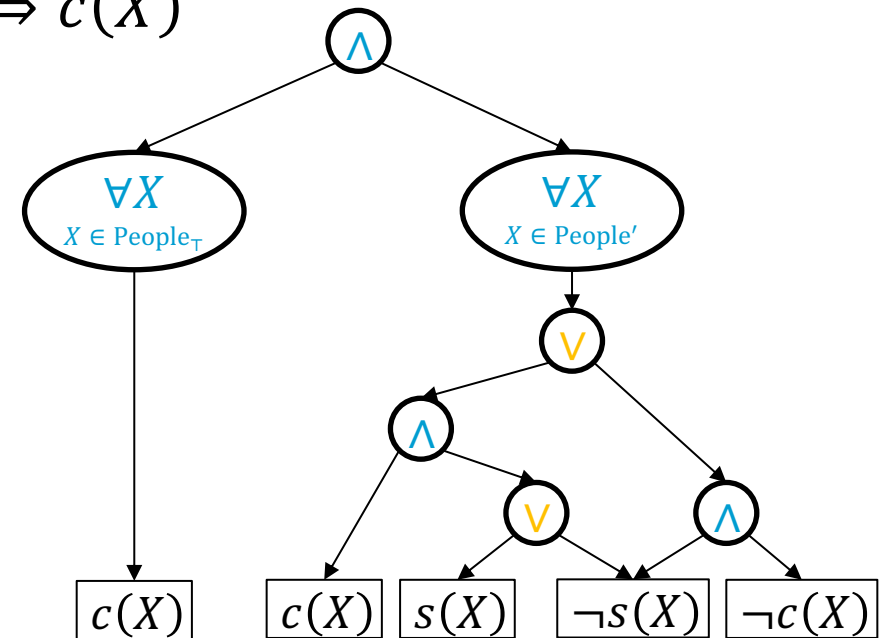 ⇒ c(X)
∧
∀X
X ∈ People⊤
∀X
X ∈ People′
∨
∧
∨
∧
c(X)
c(X)
s(X)
¬s(X)
¬c(X)